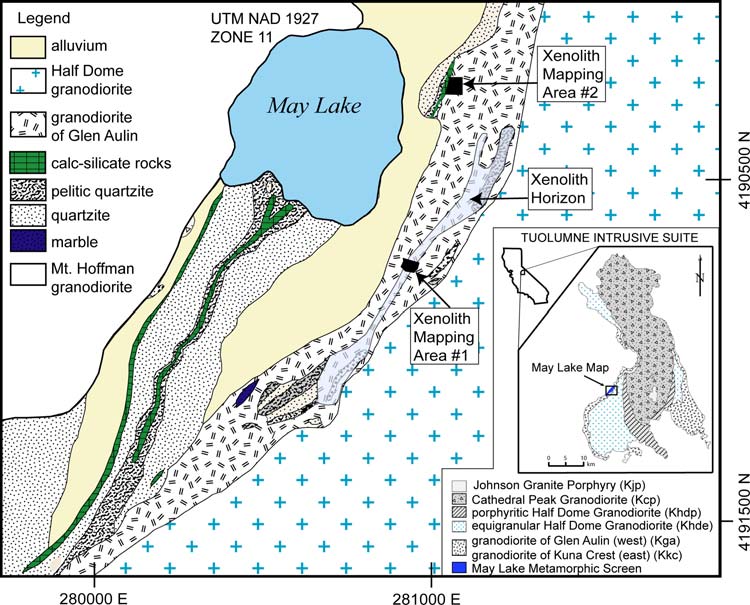 Legend
alluvium
Half Dome
granodiorite
granodiorite
of Glen Aulin
calc-silicate rocks
pelitic quartzite
quartzite
marble
Mt. Hoffman
granodiorite
UTM NAD 1927
ZONE 11
May Lake
Xenolith
Mapping
Area #2
Xenolith
Horizon
Xenolith
Mapping
Area #1
4190500 N
4191500 N
280000 E
281000 E
TUOLUMNE INTRUSIVE SUITE
N
May Lake Map
0 5 10
km
Johnson Granite Porphyry (Kjp)
Cathedral Peak Granodiorite (Kcp)
porphyritic Half Dome Granodiorite (Khdp)
equigranular Half Dome Granodiorite (Khde)
granodiorite of Glen Aulin (west) (Kga)
granodiorite of Kuna Crest (east) (Kkc)
May Lake Metamorphic Screen